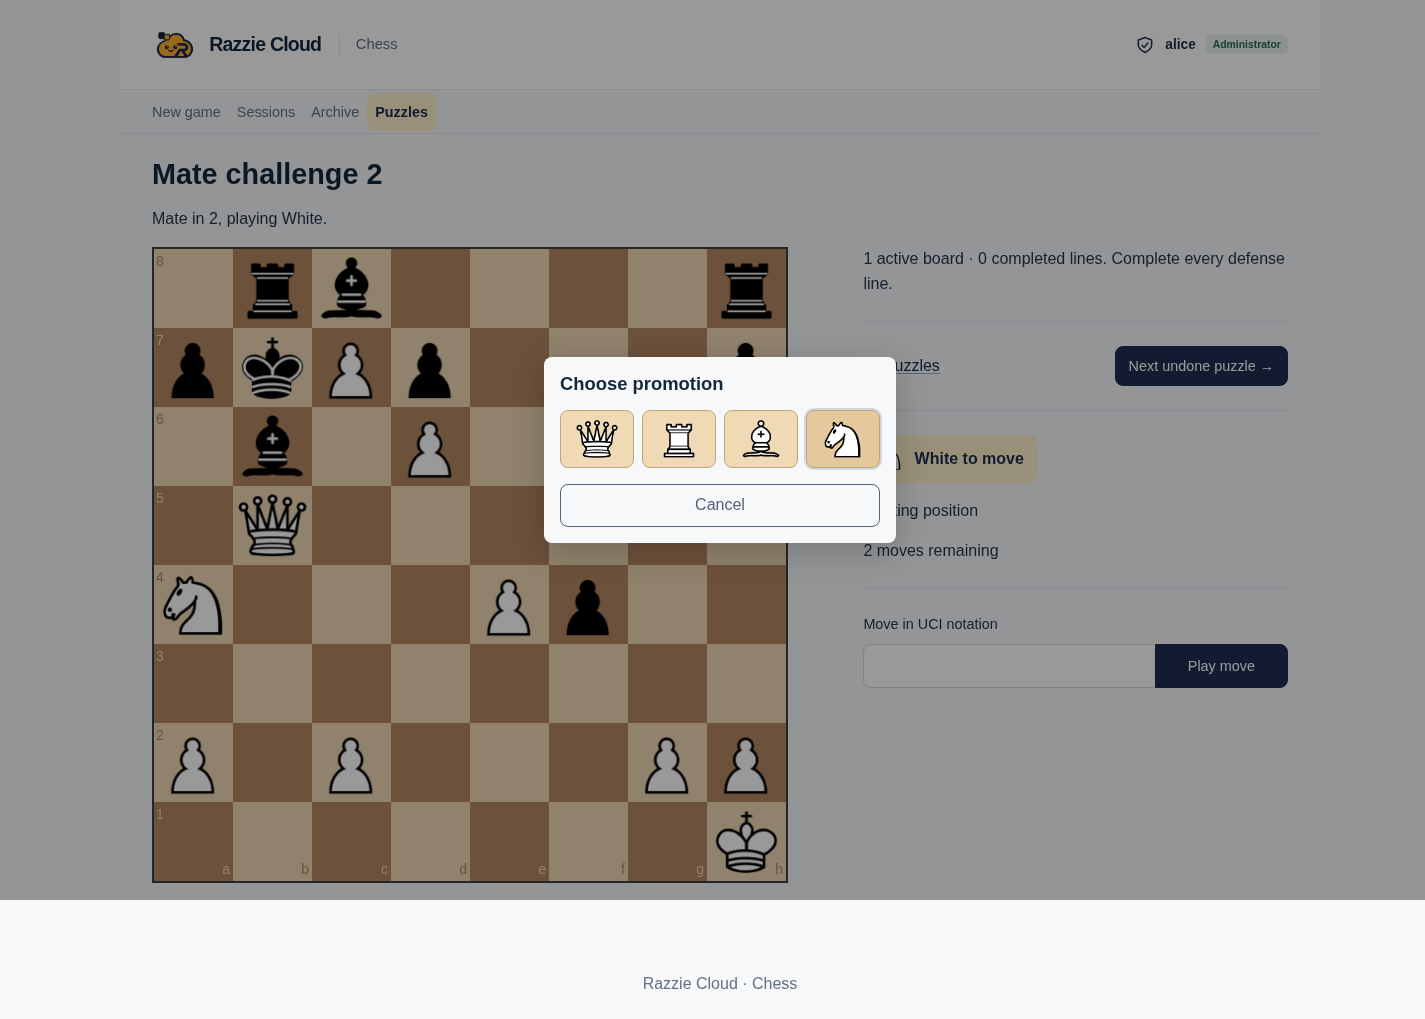 Razzie Cloud
Chess
alice
Administrator
New game
Sessions
Archive
Puzzles
Mate challenge 2
Mate in 2, playing White.
8
7
6
5
4
3
2
1
a
b
c
d
e
f
g
h
1 active board · 0 completed lines. Complete every defense
line.
Next undone puzzle →
Choose promotion
Cancel
White to move
position
2 moves remaining
Move in UCI notation
Play move
Razzie Cloud · Chess